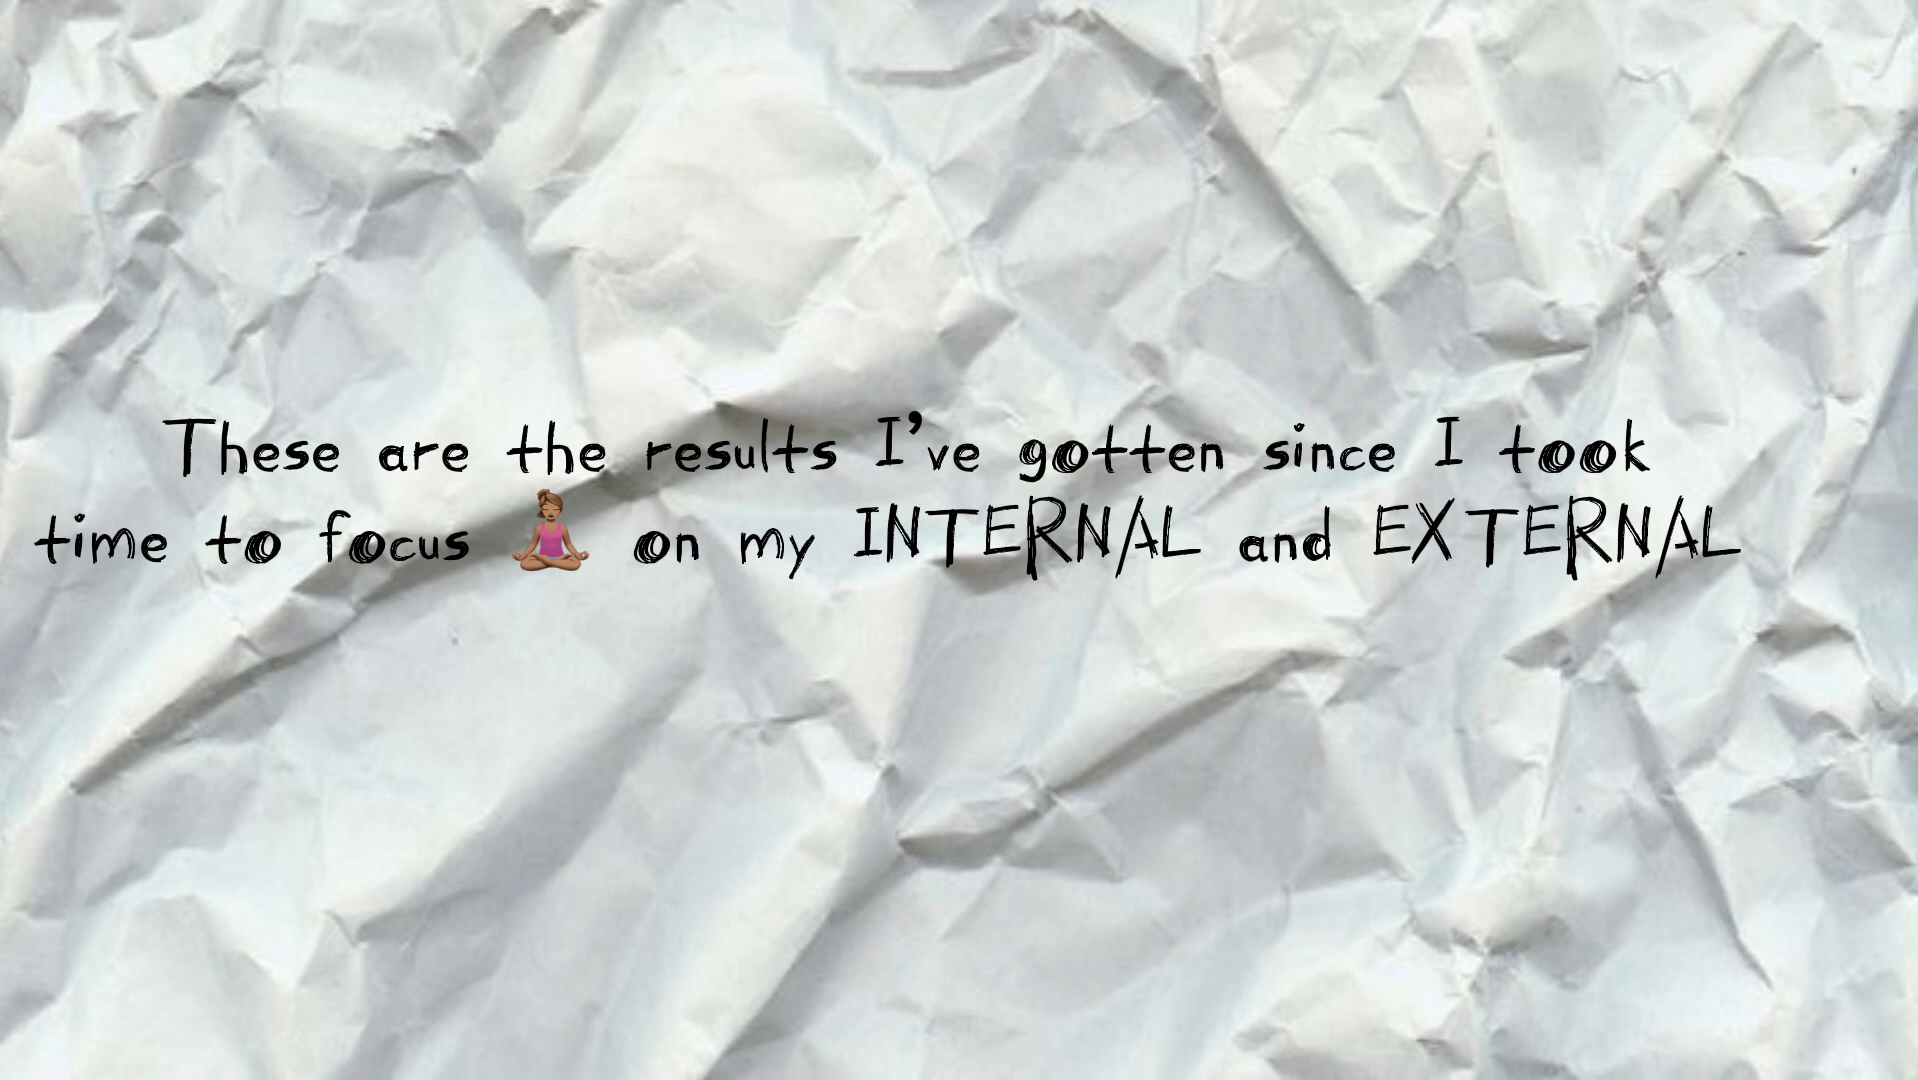 These are the results I've gotten since I took
time to focus 🧘🏽‍♀️ on my INTERNAL and EXTERNAL